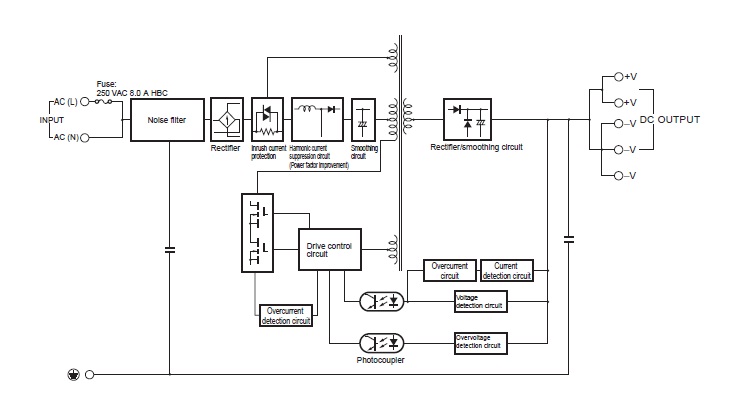 Fuse:
250 VAC 8.0 A HBC
AC (L)
INPUT
AC (N)
Noise filter
Rectifier
Inrush current
protection
Harmonic current
suppression circuit
(Power factor improvement)
Smoothing
circuit
Rectifier/smoothing circuit
+V
+V
–V
DC OUTPUT
–V
–V
Drive control
circuit
Overcurrent
detection circuit
Overcurrent
circuit
Current
detection circuit
Voltage
detection circuit
Overvoltage
detection circuit
Photocoupler